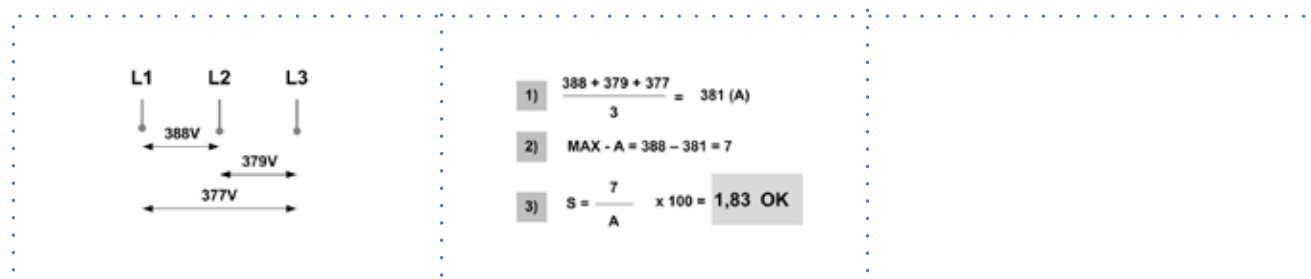 L1 L2 L3
388V
379V
377V
1) 388 + 379 + 377
3
= 381 (A)
2) MAX - A = 388 – 381 = 7
3) S = 7
A
x 100 = 1,83 OK